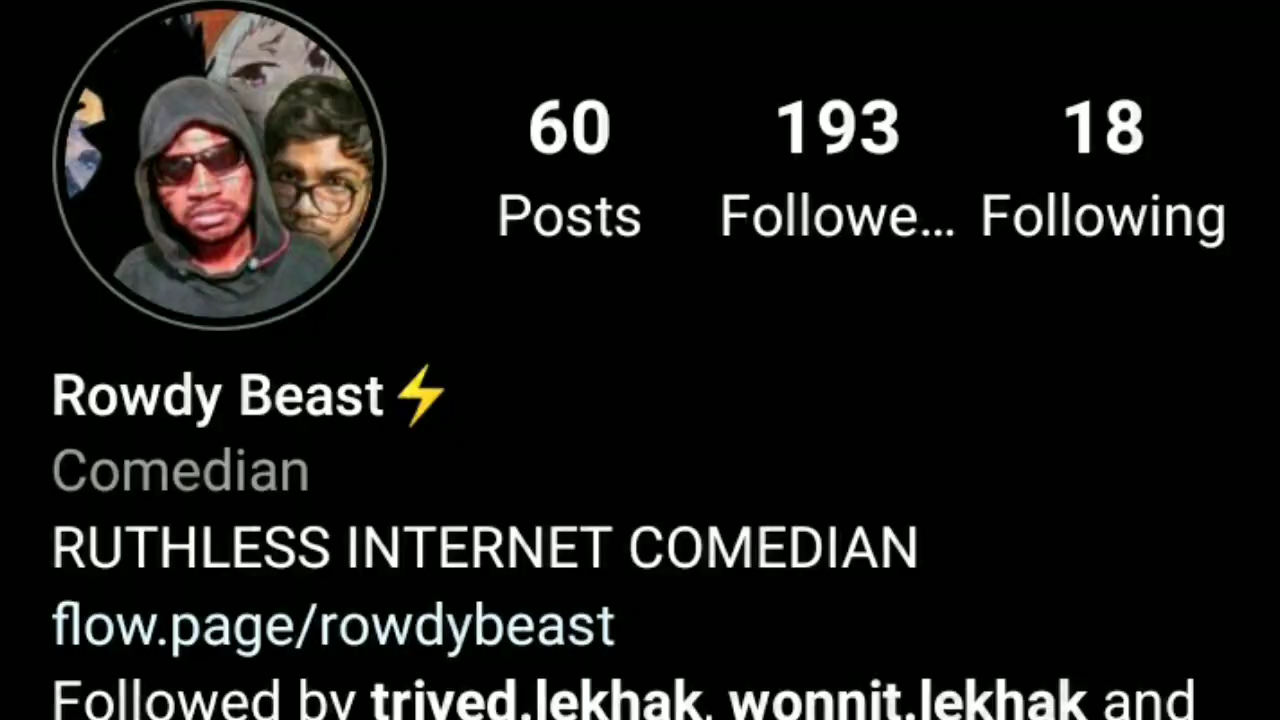 60 193 18
Posts Followe... Following
Rowdy Beast⚡
Comedian
RUTHLESS INTERNET COMEDIAN
flow.page/rowdybeast
Followed by trived.lekhak, wonnit.lekhak and